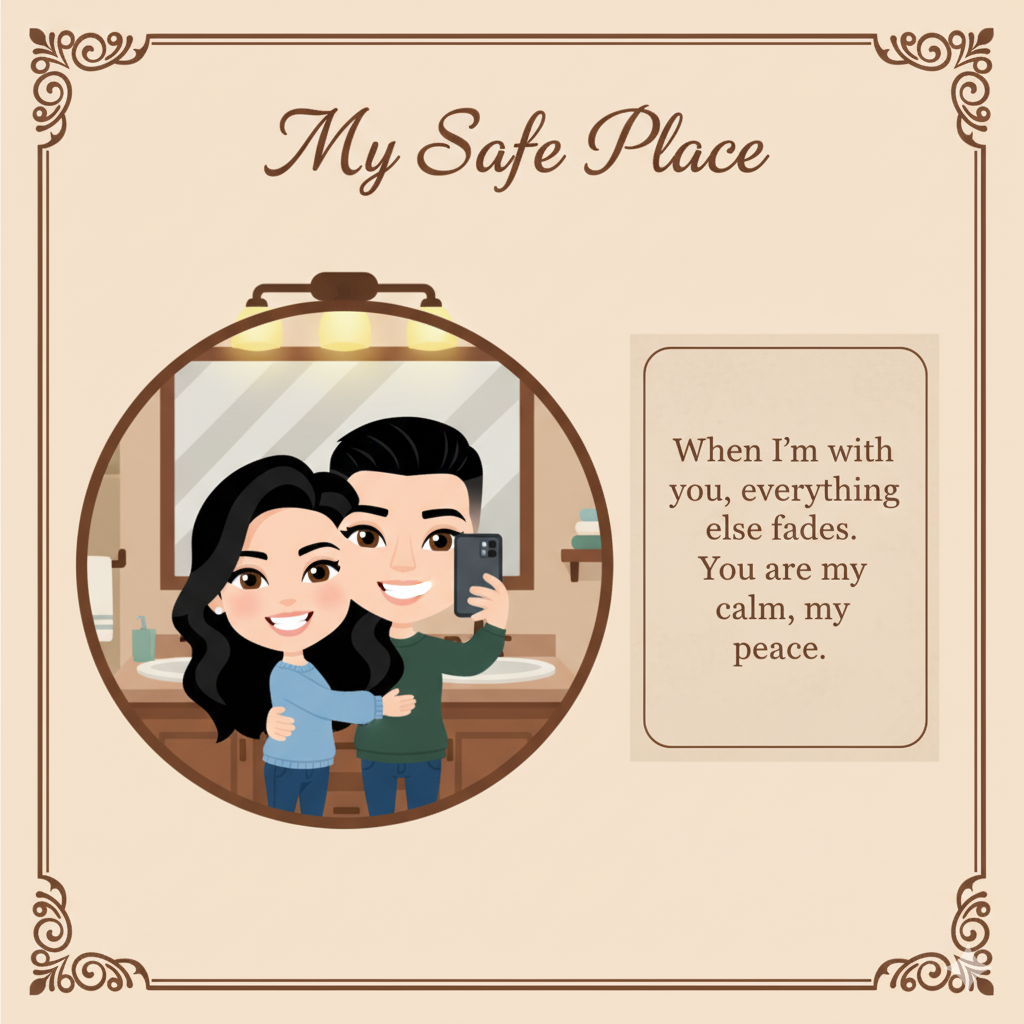 My Safe Place
When I’m with
you, everything
else fades.
You are my
calm, my
peace.